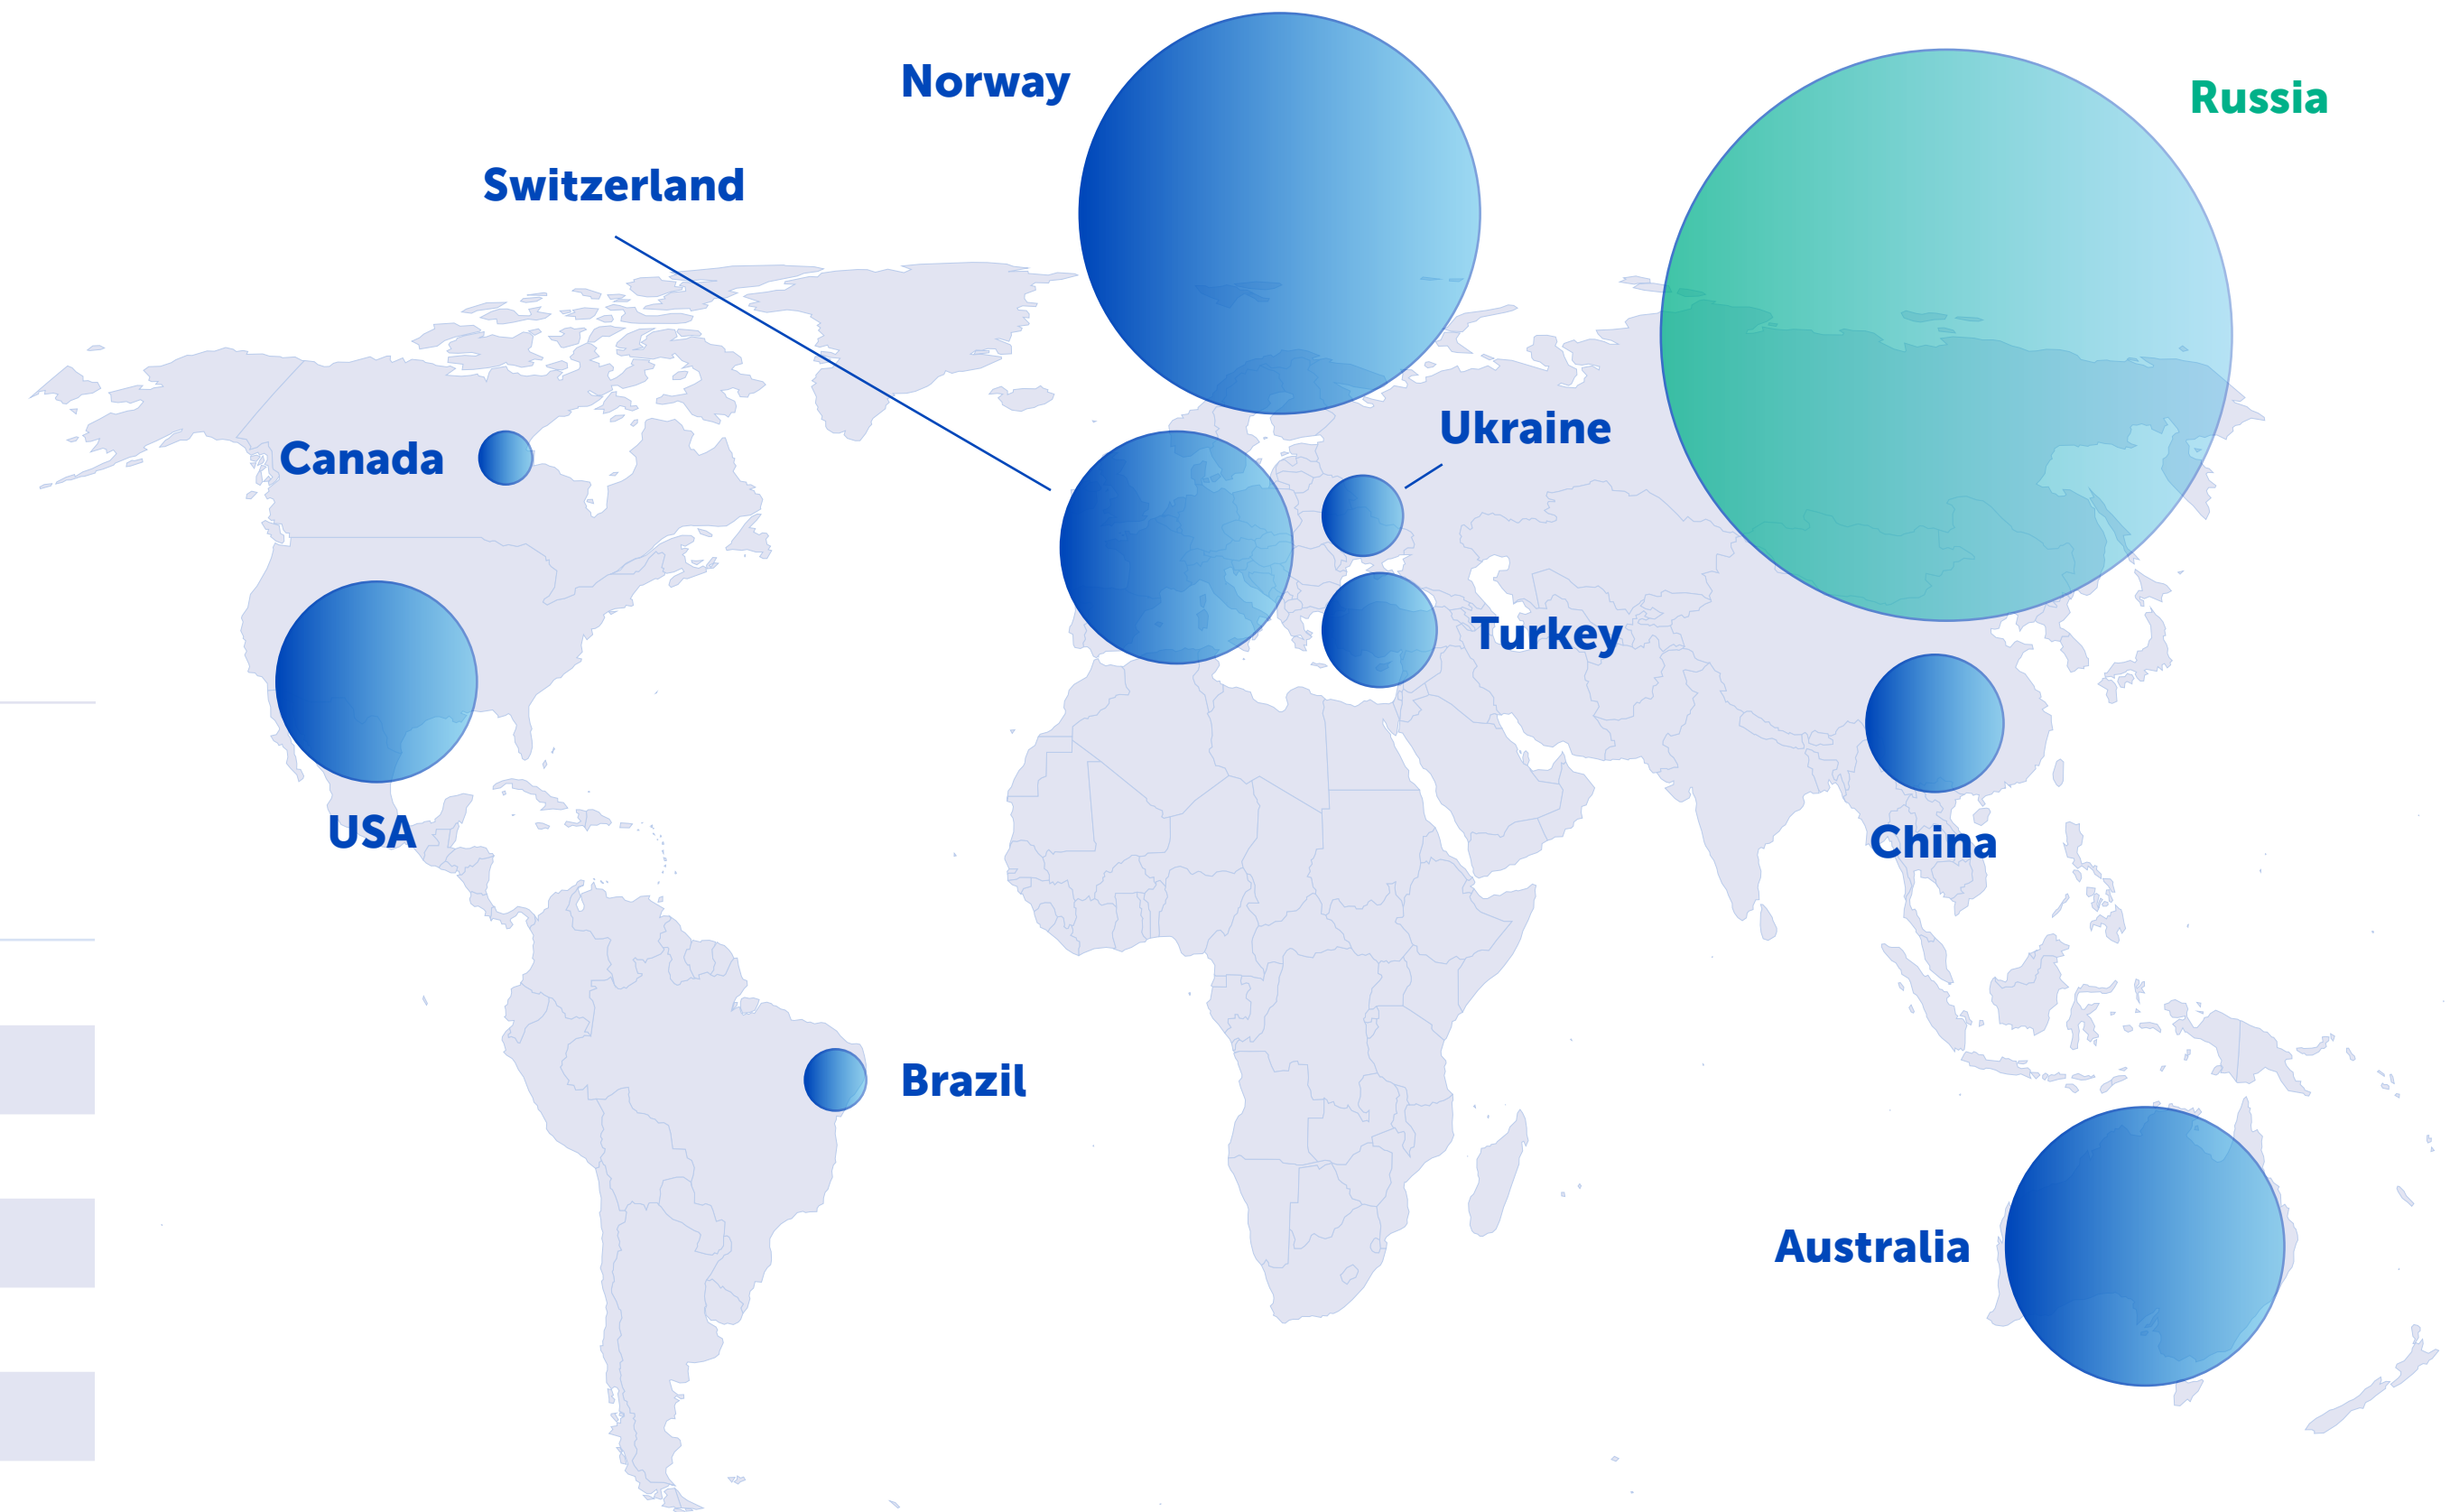 Norway
Russia
Switzerland
Ukraine
Canada
Turkey
USA
China
Brazil
Australia